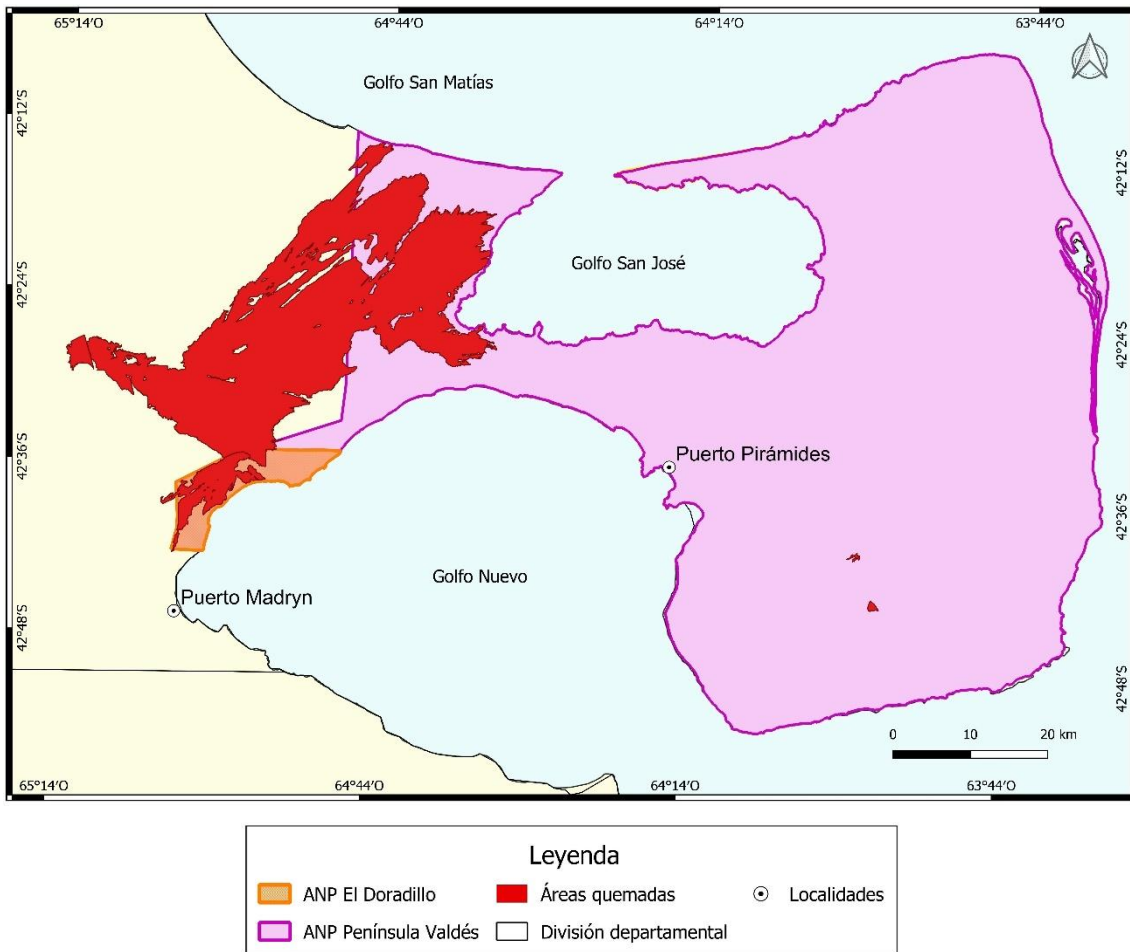 65°14′O 64°44′O 64°14′O 63°44′O
42°12′S
42°24′S
42°36′S
42°48′S
Golfo San Matías
Golfo San José
Puerto Pirámides
Golfo Nuevo
Puerto Madryn
42°12′S
42°24′S
42°36′S
42°48′S
0 10 20 km
65°14′O 64°44′O 64°14′O 63°44′O
Leyenda
ANP El Doradillo Áreas quemadas Localidades
ANP Península Valdés División departamental